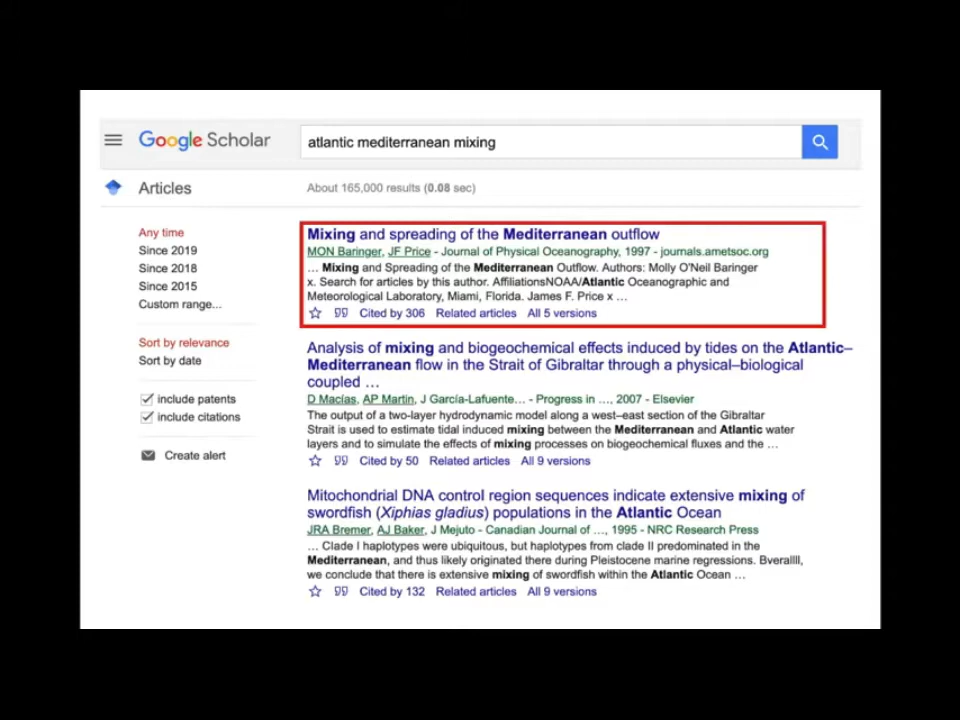 Google Scholar
atlantic mediterranean mixing
Articles
About 165,000 results (0.08 sec)
Any time
Since 2019
Since 2018
Since 2015
Custom range...
Sort by relevance
Sort by date
include patents
include citations
Create alert
Mixing and spreading of the Mediterranean outflow
MON Baringer, JF Price - Journal of Physical Oceanography, 1997 - journals.ametsoc.org
... Mixing and Spreading of the Mediterranean Outflow. Authors: Molly O'Neil Baringer
x. Search for articles by this author. AffiliationsNOAA/Atlantic Oceanographic and
Meteorological Laboratory, Miami, Florida. James F. Price x ...
Cited by 306 Related articles All 5 versions
Analysis of mixing and biogeochemical effects induced by tides on the Atlantic–
Mediterranean flow in the Strait of Gibraltar through a physical–biological
coupled ...
D Macías, AP Martin, J García-Lafuente... - Progress in ..., 2007 - Elsevier
The output of a two-layer hydrodynamic model along a west–east section of the Gibraltar
Strait is used to estimate tidal induced mixing between the Mediterranean and Atlantic water
layers and to simulate the effects of mixing processes on biogeochemical fluxes and the ...
Cited by 50 Related articles All 9 versions
Mitochondrial DNA control region sequences indicate extensive mixing of
swordfish (Xiphias gladius) populations in the Atlantic Ocean
JRA Bremer, AJ Baker, J Mejuto - Canadian Journal of ..., 1995 - NRC Research Press
... Clade I haplotypes were ubiquitous, but haplotypes from clade II predominated in the
Mediterranean, and thus likely originated there during Pleistocene marine regressions. Bverallll,
we conclude that there is extensive mixing of swordfish within the Atlantic Ocean ...
Cited by 132 Related articles All 9 versions